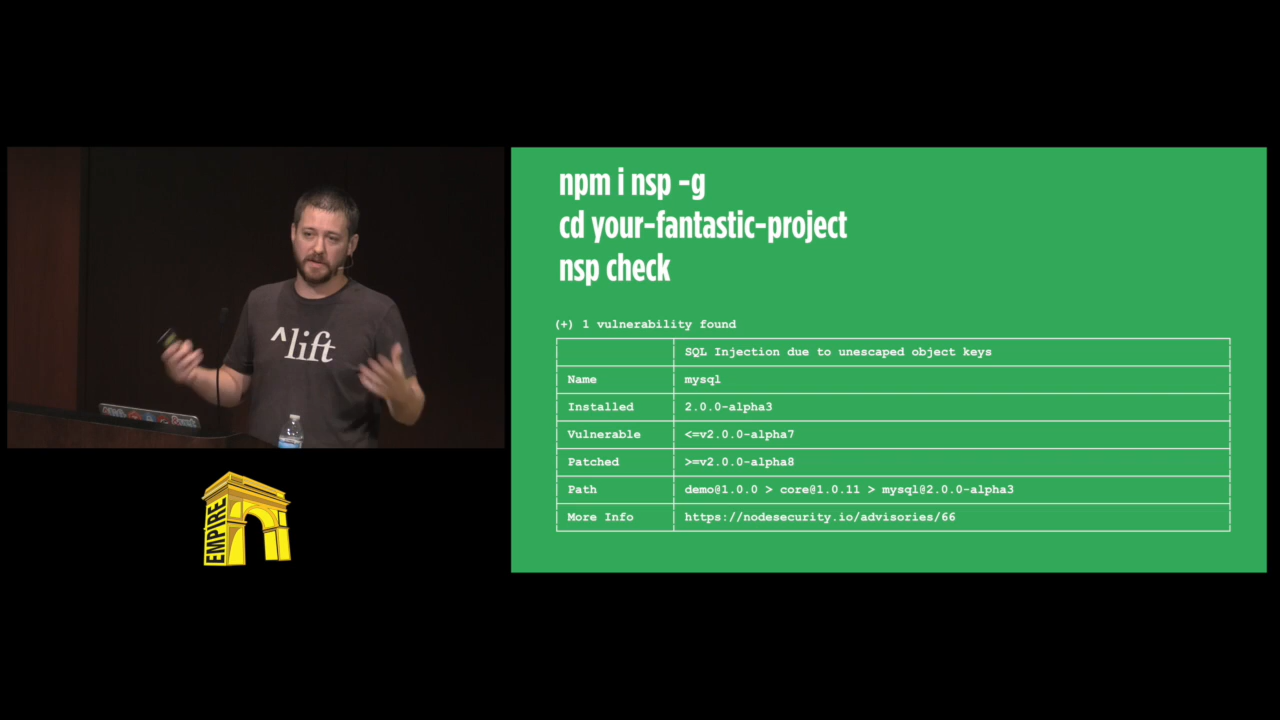 npm i nsp -g
cd your-fantastic-project
nsp check
(+) 1 vulnerability found
SQL Injection due to unescaped object keys
Name mysql
Installed 2.0.0-alpha3
Vulnerable <=v2.0.0-alpha7
Patched >=v2.0.0-alpha8
Path demo@1.0.0 > core@1.0.11 > mysql@2.0.0-alpha3
More Info https://nodesecurity.io/advisories/66
^lift
EMPIRE